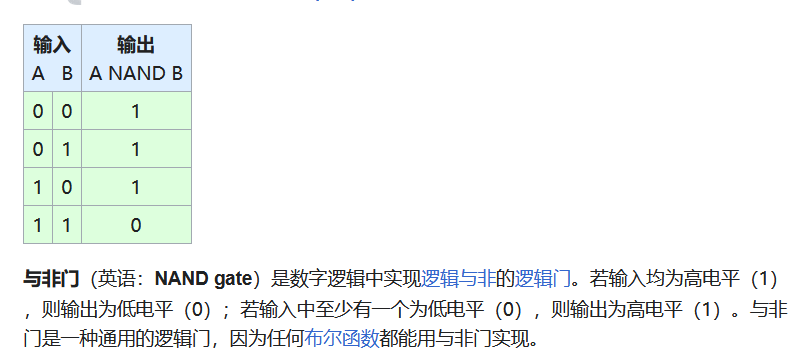 输入 输出
A B A NAND B
0 0 1
0 1 1
1 0 1
1 1 0
与非门（英语：NAND gate）是数字逻辑中实现逻辑与非的逻辑门。若输入均为高电平（1）
，则输出为低电平（0）；若输入中至少有一个为低电平（0），则输出为高电平（1）。与非
门是一种通用的逻辑门，因为任何布尔函数都能用与非门实现。